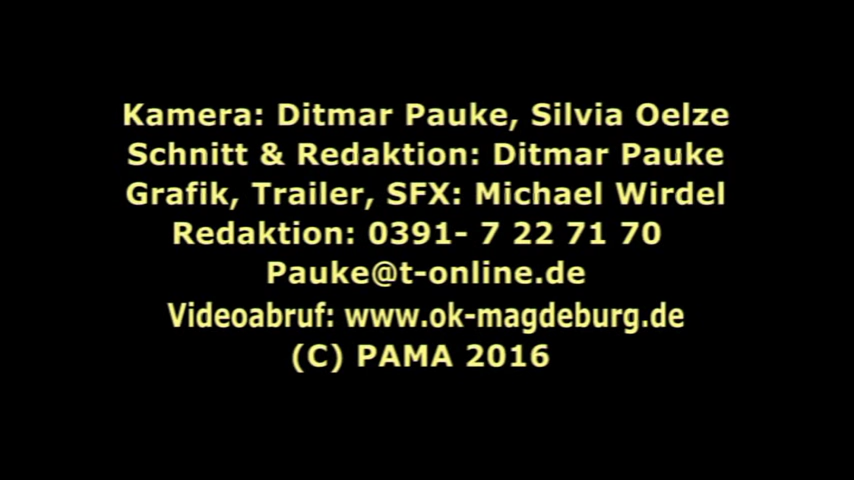 Kamera: Ditmar Pauke, Silvia Oelze
Schnitt & Redaktion: Ditmar Pauke
Grafik, Trailer, SFX: Michael Wirdel
Redaktion: 0391- 7 22 71 70
Pauke@t-online.de
Videoabruf: www.ok-magdeburg.de
(C) PAMA 2016